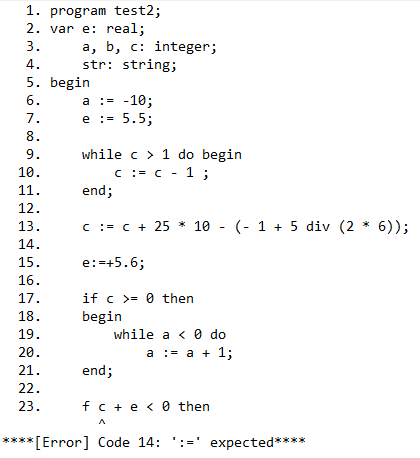 1. program test2;
2. var e: real;
3.     a, b, c: integer;
4.     str: string;
5. begin
6.     a := -10;
7.     e := 5.5;
8.
9.     while c > 1 do begin
10.         c := c - 1 ;
11.     end;
12.
13.     c := c + 25 * 10 - (- 1 + 5 div (2 * 6));
14.
15.     e:=+5.6;
16.
17.     if c >= 0 then
18.     begin
19.         while a < 0 do
20.             a := a + 1;
21.     end;
22.
23.     f c + e < 0 then
^
****[Error] Code 14: ':=' expected****